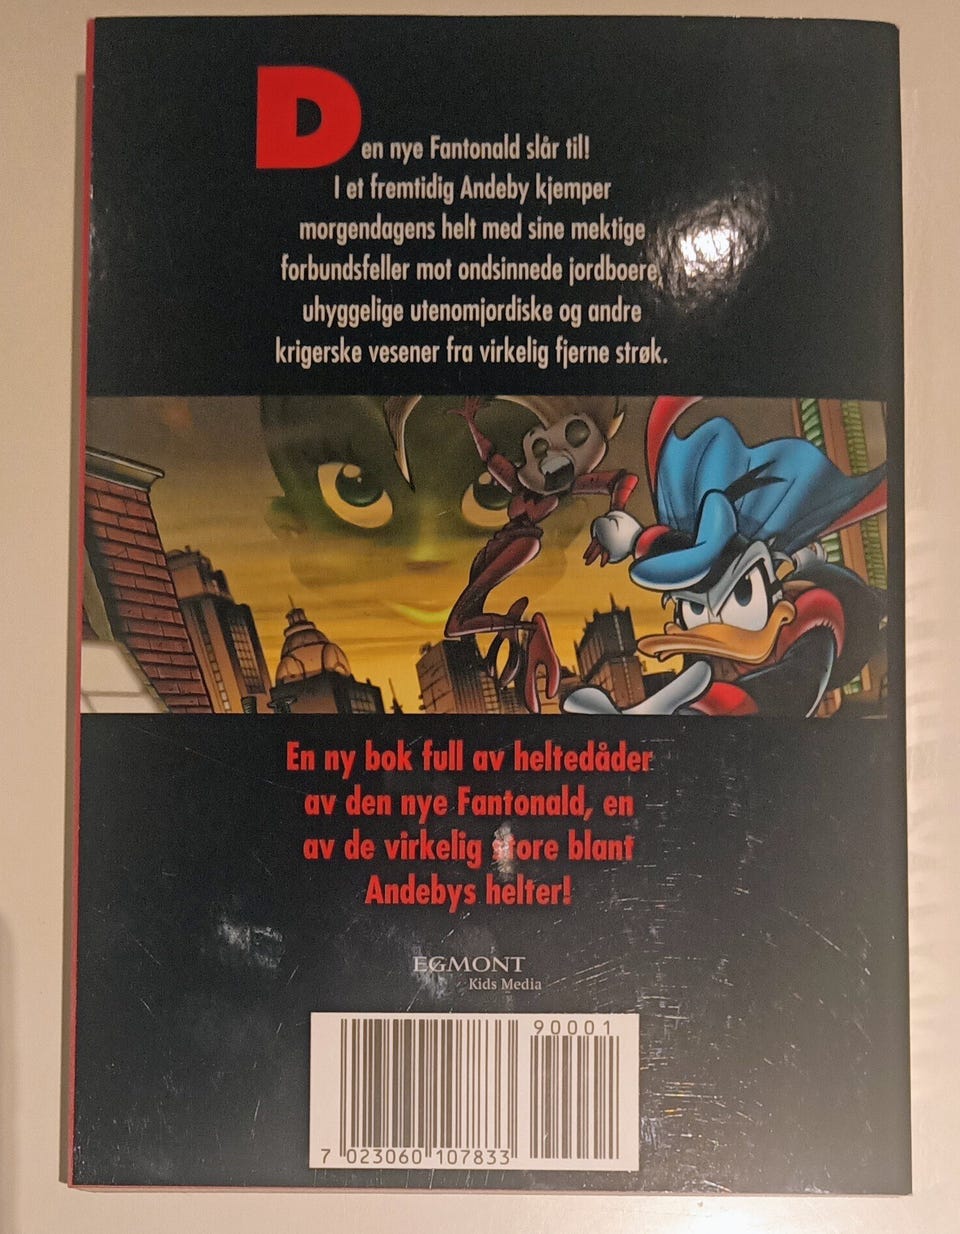 Den nye Fantonald slår til!
I et fremtidig Andeby kjemper
morgendagens helt med sine mektige
forbundsfeller mot ondsinnede jordboere,
uhyggelige utenomjordiske og andre
krigerske vesener fra virkelig fjerne strøk.
En ny bok full av heltedåder
av den nye Fantonald, en
av de virkelig store blant
Andebys helter!
EGMONT
Kids Media
90001
7 023060 107833